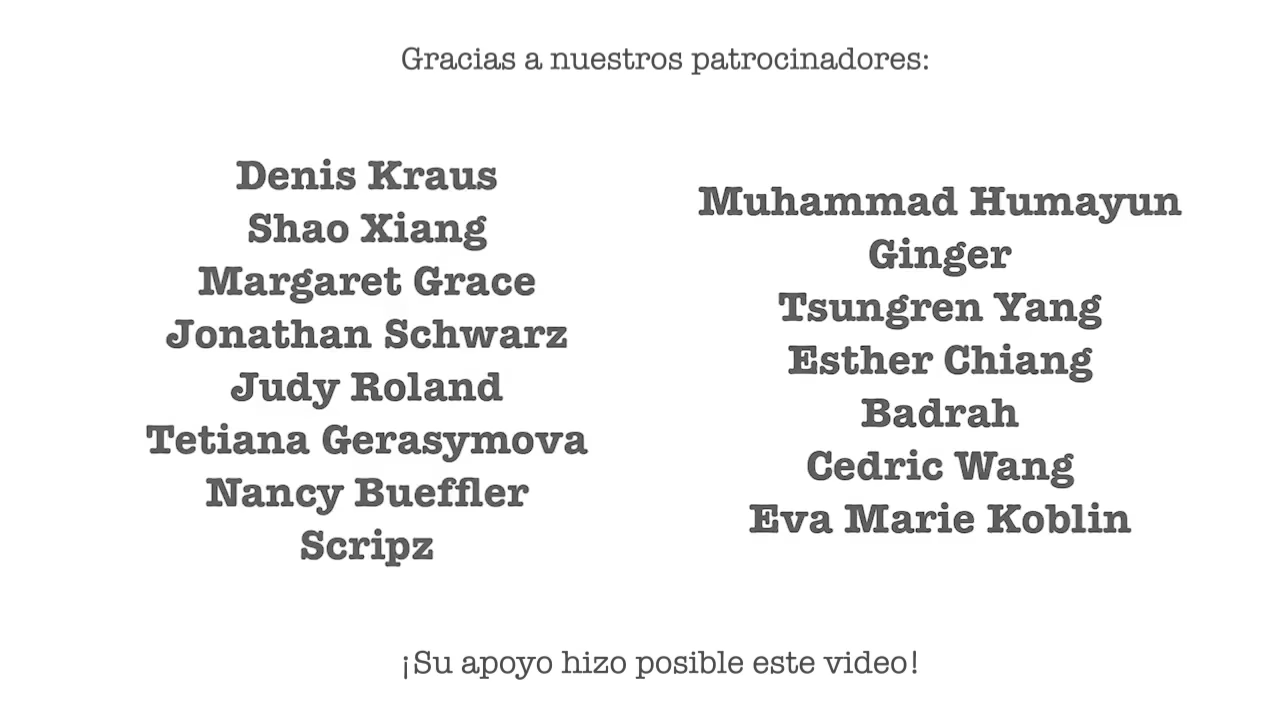 Gracias a nuestros patrocinadores:
Denis Kraus
Shao Xiang
Margaret Grace
Jonathan Schwarz
Judy Roland
Tetiana Gerasymova
Nancy Bueffler
Scripz
Muhammad Humayun
Ginger
Tsungren Yang
Esther Chiang
Badrah
Cedric Wang
Eva Marie Koblin
¡Su apoyo hizo posible este video!